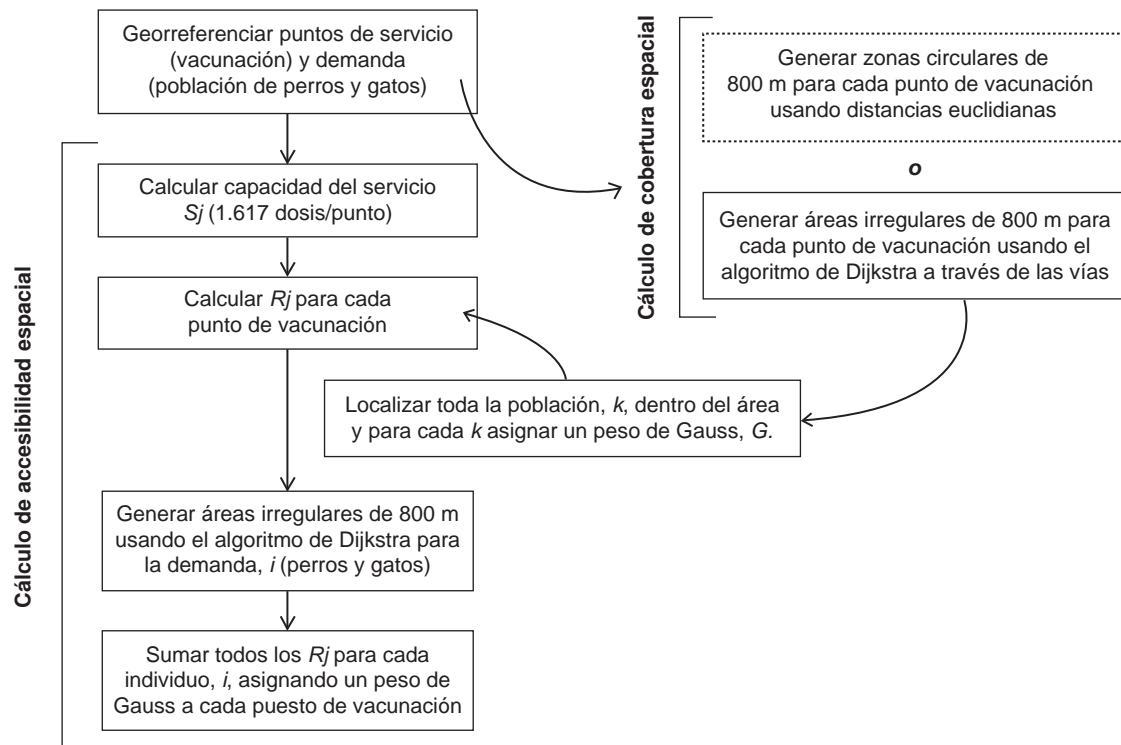 Georreferenciar puntos de servicio
(vacunación) y demanda
(población de perros y gatos)
Cálculo de cobertura espacial
Generar zonas circulares de
800 m para cada punto de vacunación
usando distancias euclidianas
o
Generar áreas irregulares de 800 m para
cada punto de vacunación usando el
algoritmo de Dijkstra a través de las vías
Cálculo de accesibilidad espacial
Calcular capacidad del servicio
Sj (1.617 dosis/punto)
Calcular Rj para cada
punto de vacunación
Localizar toda la población, k, dentro del área
y para cada k asignar un peso de Gauss, G.
Generar áreas irregulares de 800 m
usando el algoritmo de Dijkstra para
la demanda, i (perros y gatos)
Sumar todos los Rj para cada
individuo, i, asignando un peso de
Gauss a cada puesto de vacunación